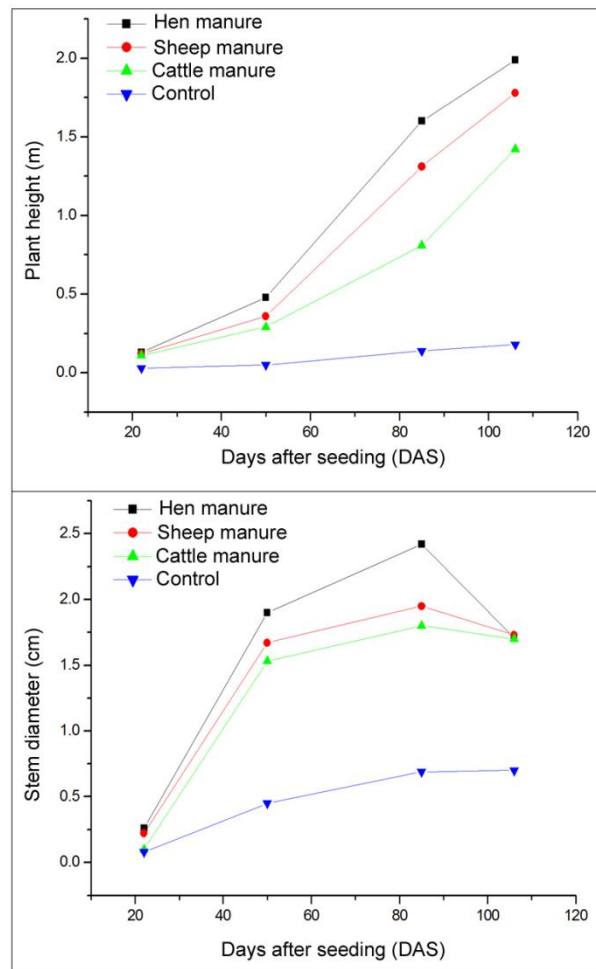 Hen manure
Sheep manure
Cattle manure
Control
2.0
1.5
1.0
0.5
0.0
Plant height (m)
20 40 60 80 100 120
Days after seeding (DAS)
Hen manure
Sheep manure
Cattle manure
Control
2.5
2.0
1.5
1.0
0.5
0.0
Stem diameter (cm)
20 40 60 80 100 120
Days after seeding (DAS)